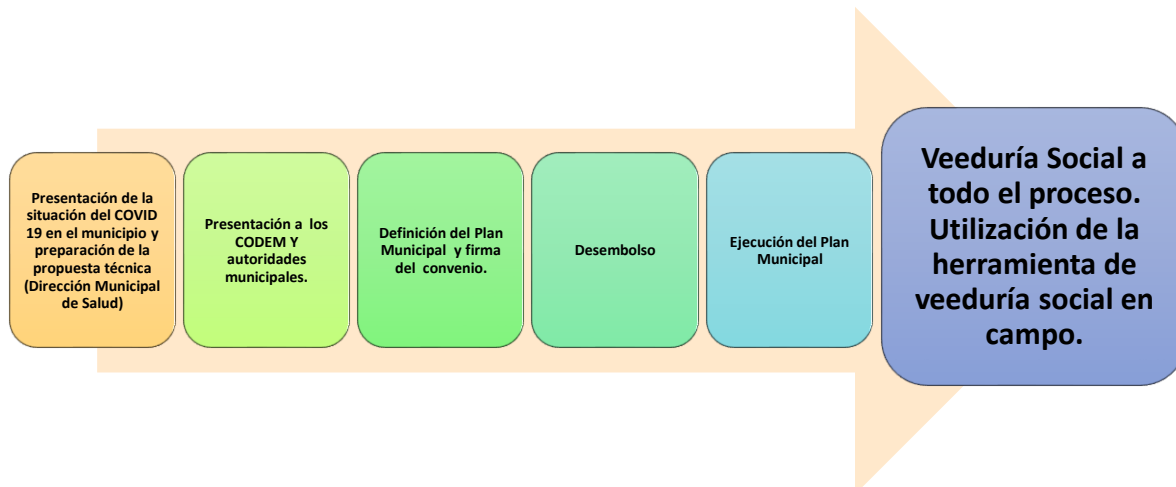 Presentación de la
situación del COVID
19 en el municipio y
preparación de la
propuesta técnica
(Dirección Municipal
de Salud)
Presentación a los
CODEM Y
autoridades
municipales.
Definición del Plan
Municipal y firma
del convenio.
Desembolso
Ejecución del Plan
Municipal
Veeduría Social a
todo el proceso.
Utilización de la
herramienta de
veeduría social en
campo.